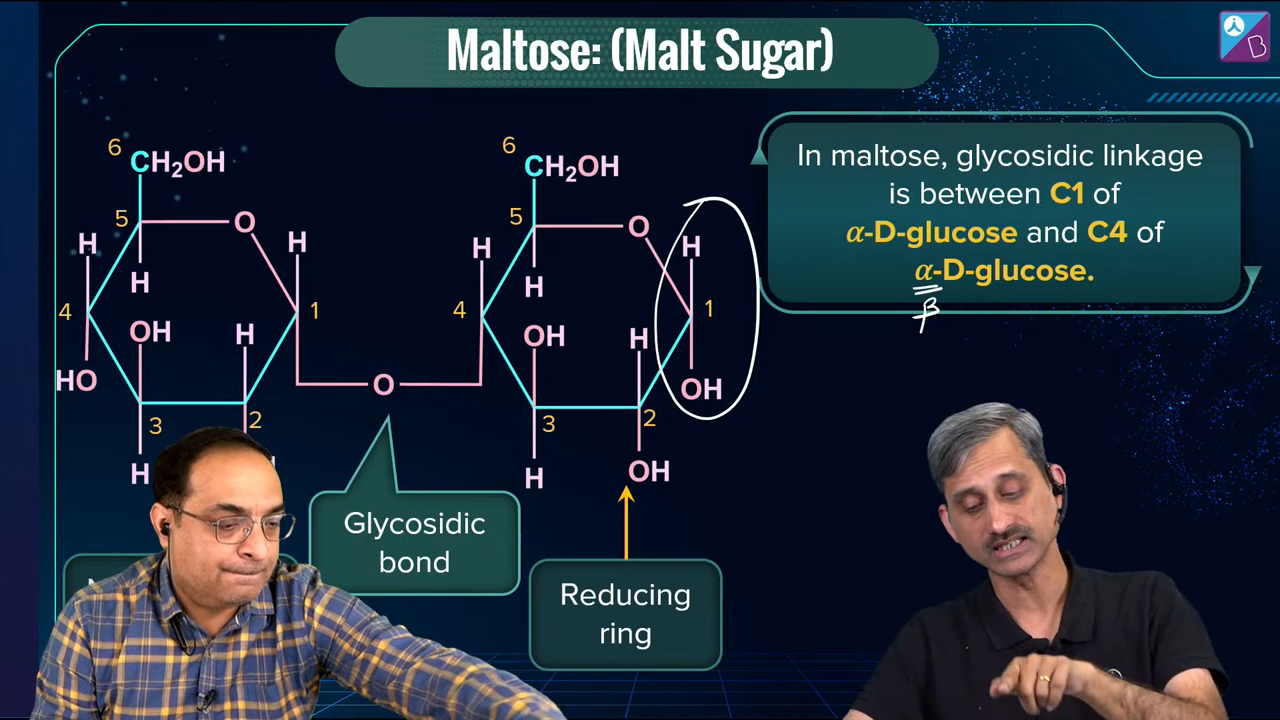 Maltose: (Malt Sugar)
B
In maltose, glycosidic linkage
is between C1 of
α-D-glucose and C4 of
α-D-glucose.
β
6
CH₂OH
5
O
H
H
H
4
1
OH
H
HO
3
2
H
O
6
CH₂OH
5
O
H
H
H
4
1
OH
H
OH
3
2
H
OH
Glycosidic
bond
Reducing
ring